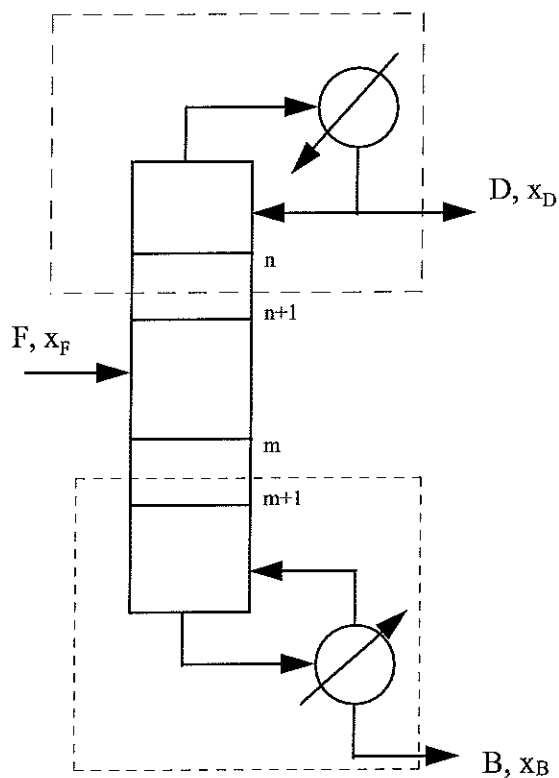 D, x_D
n
n+1
F, x_F
m
m+1
B, x_B